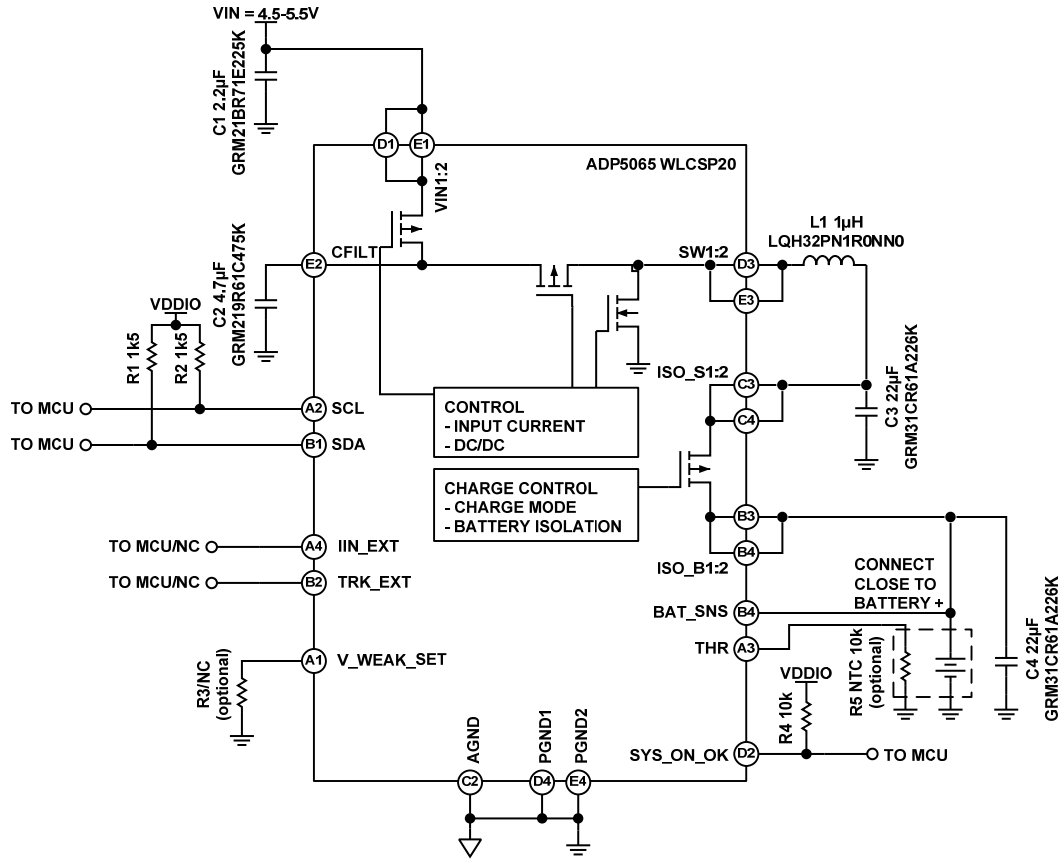 VIN = 4.5-5.5V
C1 2.2µF
GRM21BR71E225K
D1
E1
ADP5065 WLCSP20
VIN1:2
L1 1µH
LQH32PN1R0NN0
E2
CFILT
SW1:2
D3
E3
C2 4.7µF
GRM219R61C475K
VDDIO
R1 1k5
R2 1k5
ISO_S1:2
C3
C4
C3 22µF
GRM31CR61A226K
TO MCU
A2
SCL
TO MCU
B1
SDA
CONTROL
- INPUT CURRENT
- DC/DC
CHARGE CONTROL
- CHARGE MODE
- BATTERY ISOLATION
B3
B4
ISO_B1:2
TO MCU/NC
A4
IIN_EXT
TO MCU/NC
B2
TRK_EXT
CONNECT
CLOSE TO
BATTERY +
BAT_SNS
B4
THR
A3
A1
V_WEAK_SET
R3/NC
(optional)
R5 NTC 10k
(optional)
C4 22µF
GRM31CR61A226K
VDDIO
R4 10k
SYS_ON_OK
D2
TO MCU
AGND
PGND1
PGND2
C2
D4
E4